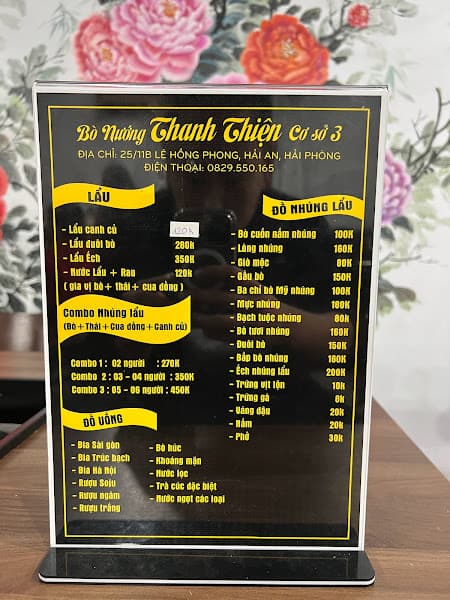 Bò Nướng Thanh Thiện Cơ sở 3
ĐỊA CHỈ: 25/11B LÊ HỒNG PHONG, HẢI AN, HẢI PHÒNG
ĐIỆN THOẠI: 0829.550.165
LẨU
- Lẩu canh củ 120k
- Lẩu đuôi bò 280k
- Lẩu Ếch 350K
- Nước Lẩu + Rau 120k
( gia vị bò + thái + cua đồng )
Combo Nhúng lẩu
(Bò + Thái + Cua đồng + Canh củ)
Combo 1 : 02 người : 270K
Combo 2 : 03 - 04 người : 350K
Combo 3 : 05 - 06 người : 450K
ĐỒ UỐNG
- Bia Sài gòn
- Bia Trúc bạch
- Bia Hà Nội
- Rượu Soju
- Rượu ngâm
- Rượu trắng
- Bò húc
- Khoáng mặn
- Nước lọc
- Trà cúc đặc biệt
- Nước ngọt các loại
ĐỒ NHÚNG LẨU
- Bò cuốn nấm nhúng 100K
- Lòng nhúng 160K
- Giò mọc 80K
- Gầu bò 150K
- Ba chỉ bò Mỹ nhúng 100K
- Mực nhúng 180K
- Bạch tuộc nhúng 80k
- Bò tươi nhúng 160K
- Đuôi bò 150K
- Bắp bò nhúng 160K
- Ếch nhúng lẩu 200K
- Trứng vịt lộn 10k
- Trứng gà 6k
- Váng đậu 20K
- Nấm 20k
- Phở 30K